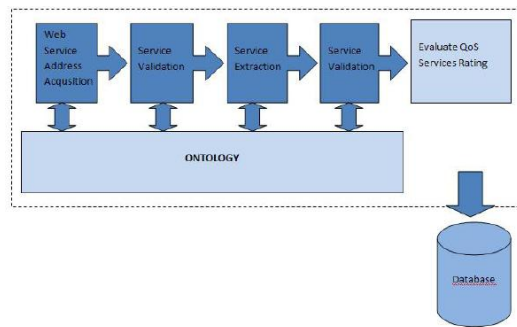 Web
Service
Address
Acqusition
Service
Validation
Service
Extraction
Service
Validation
Evaluate QoS
Services Rating
ONTOLOGY
Database